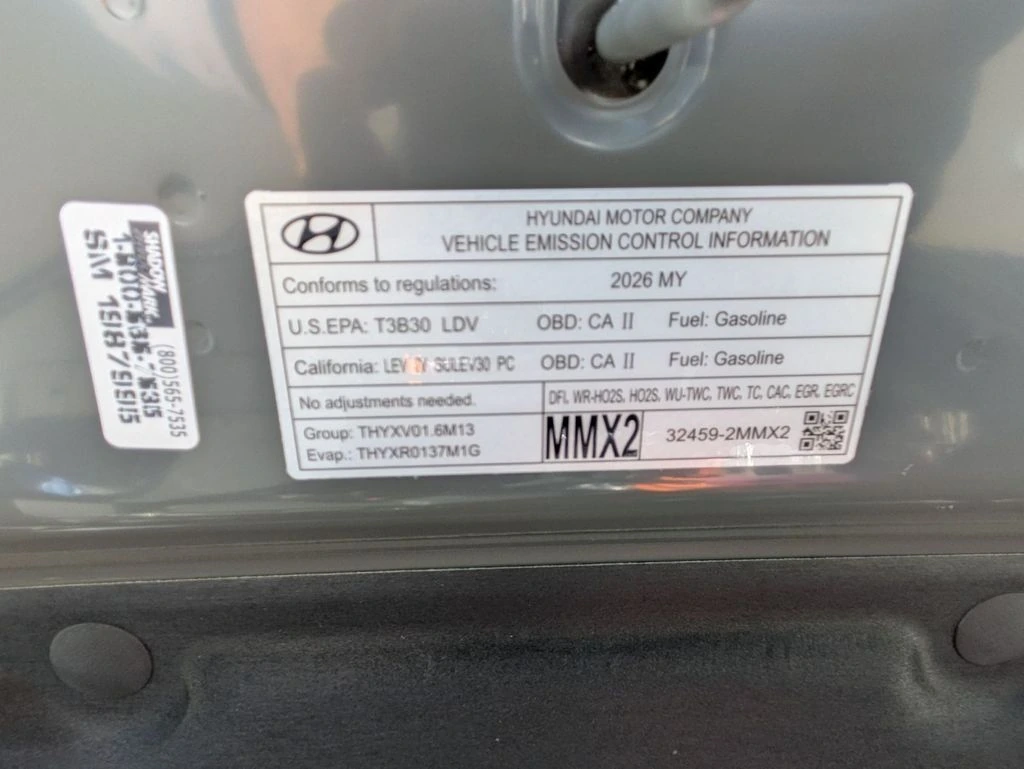 HYUNDAI MOTOR COMPANY
VEHICLE EMISSION CONTROL INFORMATION
Conforms to regulations: 2026 MY
U.S.EPA: T3B30 LDV OBD: CA II Fuel: Gasoline
California: SULEV30 PC OBD: CA II Fuel: Gasoline
No adjustments needed. DFI, WR-HO2S, HO2S, WU-TWC, TWC, TC, CAC, EGR, EGRC
Group: THYXV01.6M13
Evap.: THYXR0137M1G
MMX2
32459-2MMX2
(800)565-7535